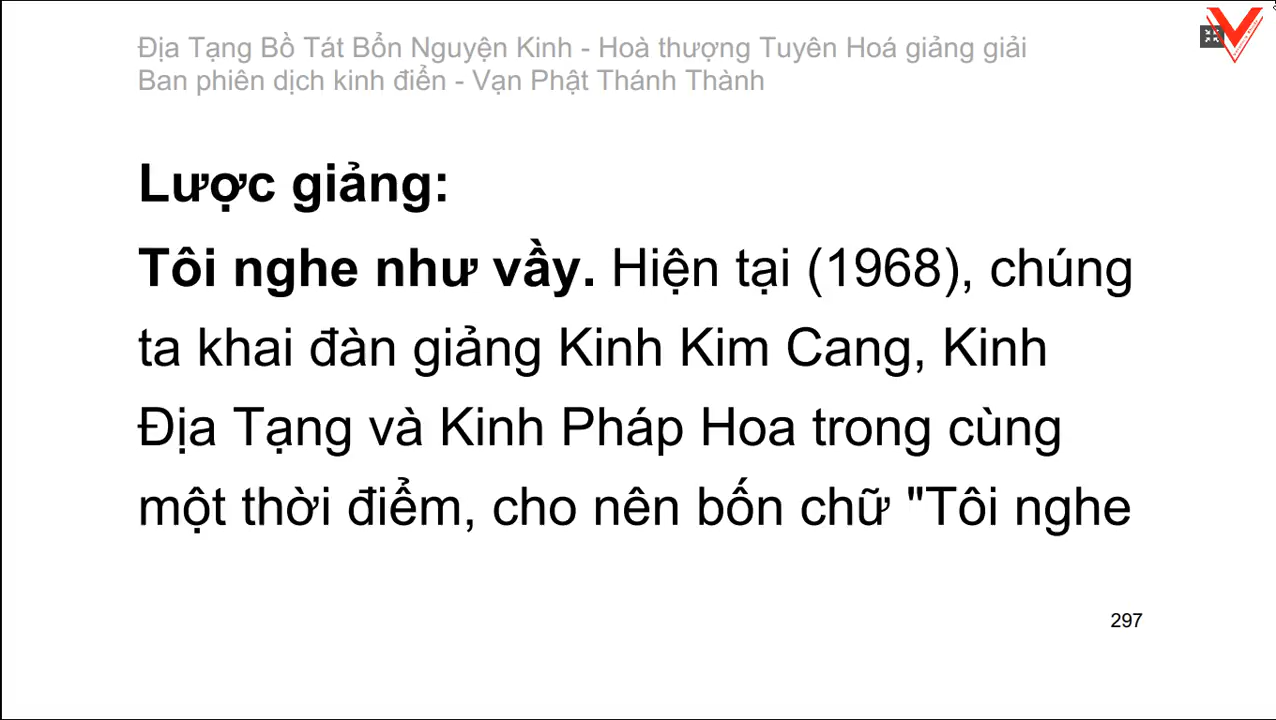 Địa Tạng Bồ Tát Bổn Nguyện Kinh - Hoà thượng Tuyên Hoá giảng giải
Ban phiên dịch kinh điển - Vạn Phật Thánh Thành
Lược giảng:
Tôi nghe như vầy. Hiện tại (1968), chúng
ta khai đàn giảng Kinh Kim Cang, Kinh
Địa Tạng và Kinh Pháp Hoa trong cùng
một thời điểm, cho nên bốn chữ "Tôi nghe
297